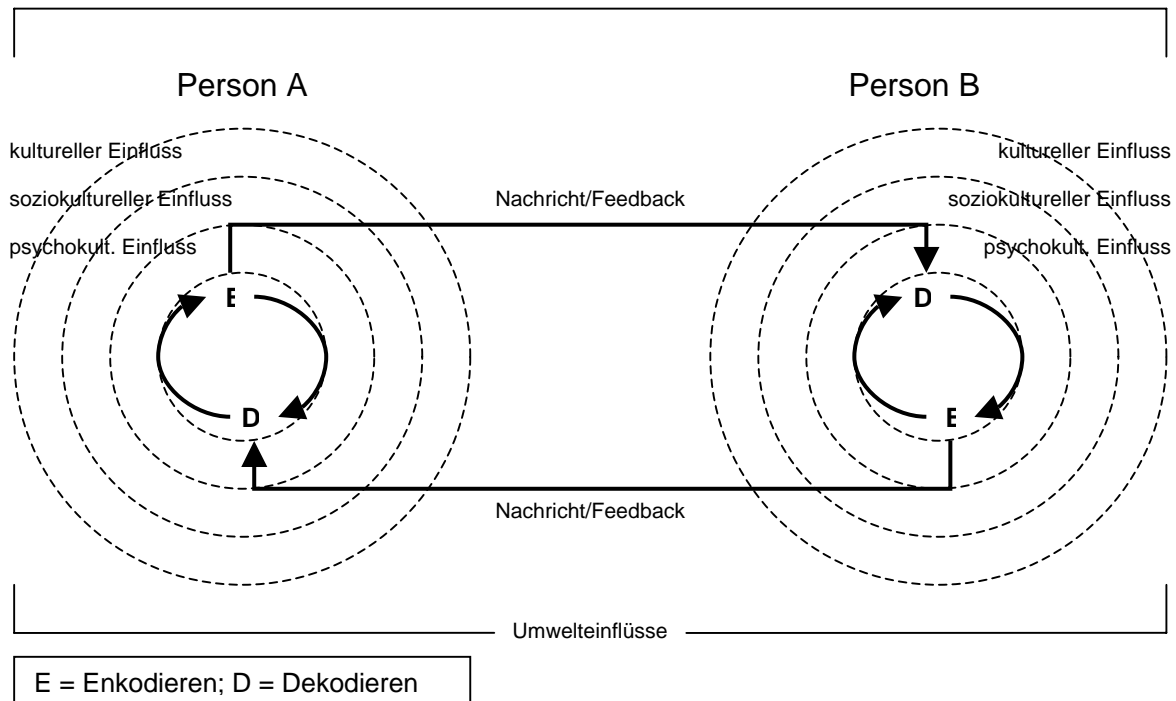 Person A
Person B
kultureller Einfluss
kultureller Einfluss
soziokultureller Einfluss
Nachricht/Feedback
soziokultureller Einfluss
psychokult. Einfluss
psychokult. Einfluss
E
D
D
E
Nachricht/Feedback
Umwelteinflüsse
E = Enkodieren; D = Dekodieren